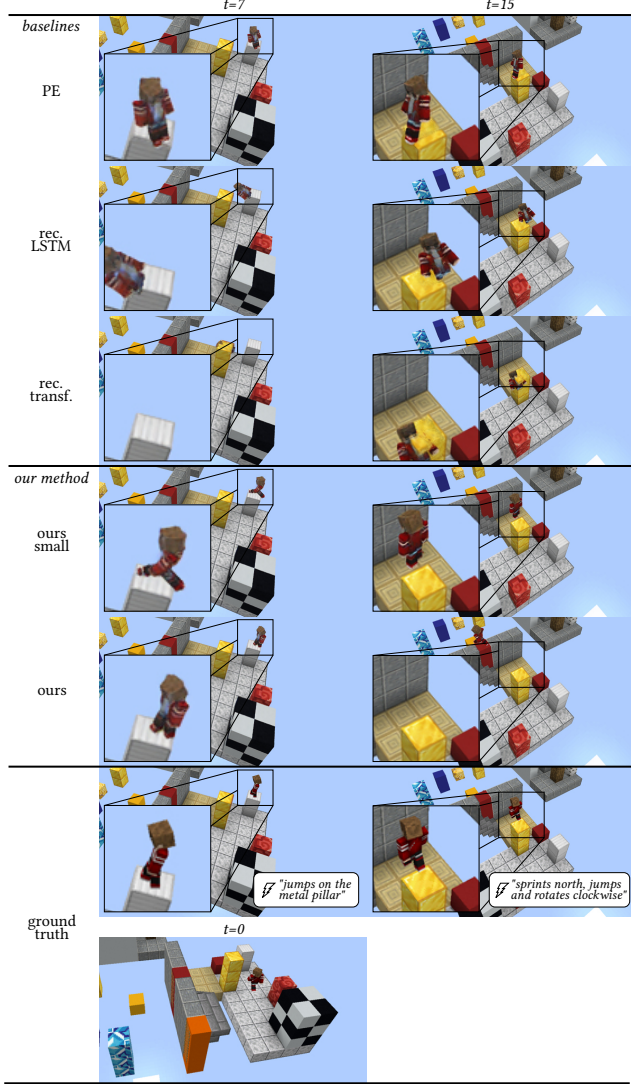 t=7
t=15
baselines
PE
rec.
LSTM
rec.
transf.
our method
ours
small
ours
ground
truth
"jumps on the
metal pillar"
"sprints north, jumps
and rotates clockwise"
t=0